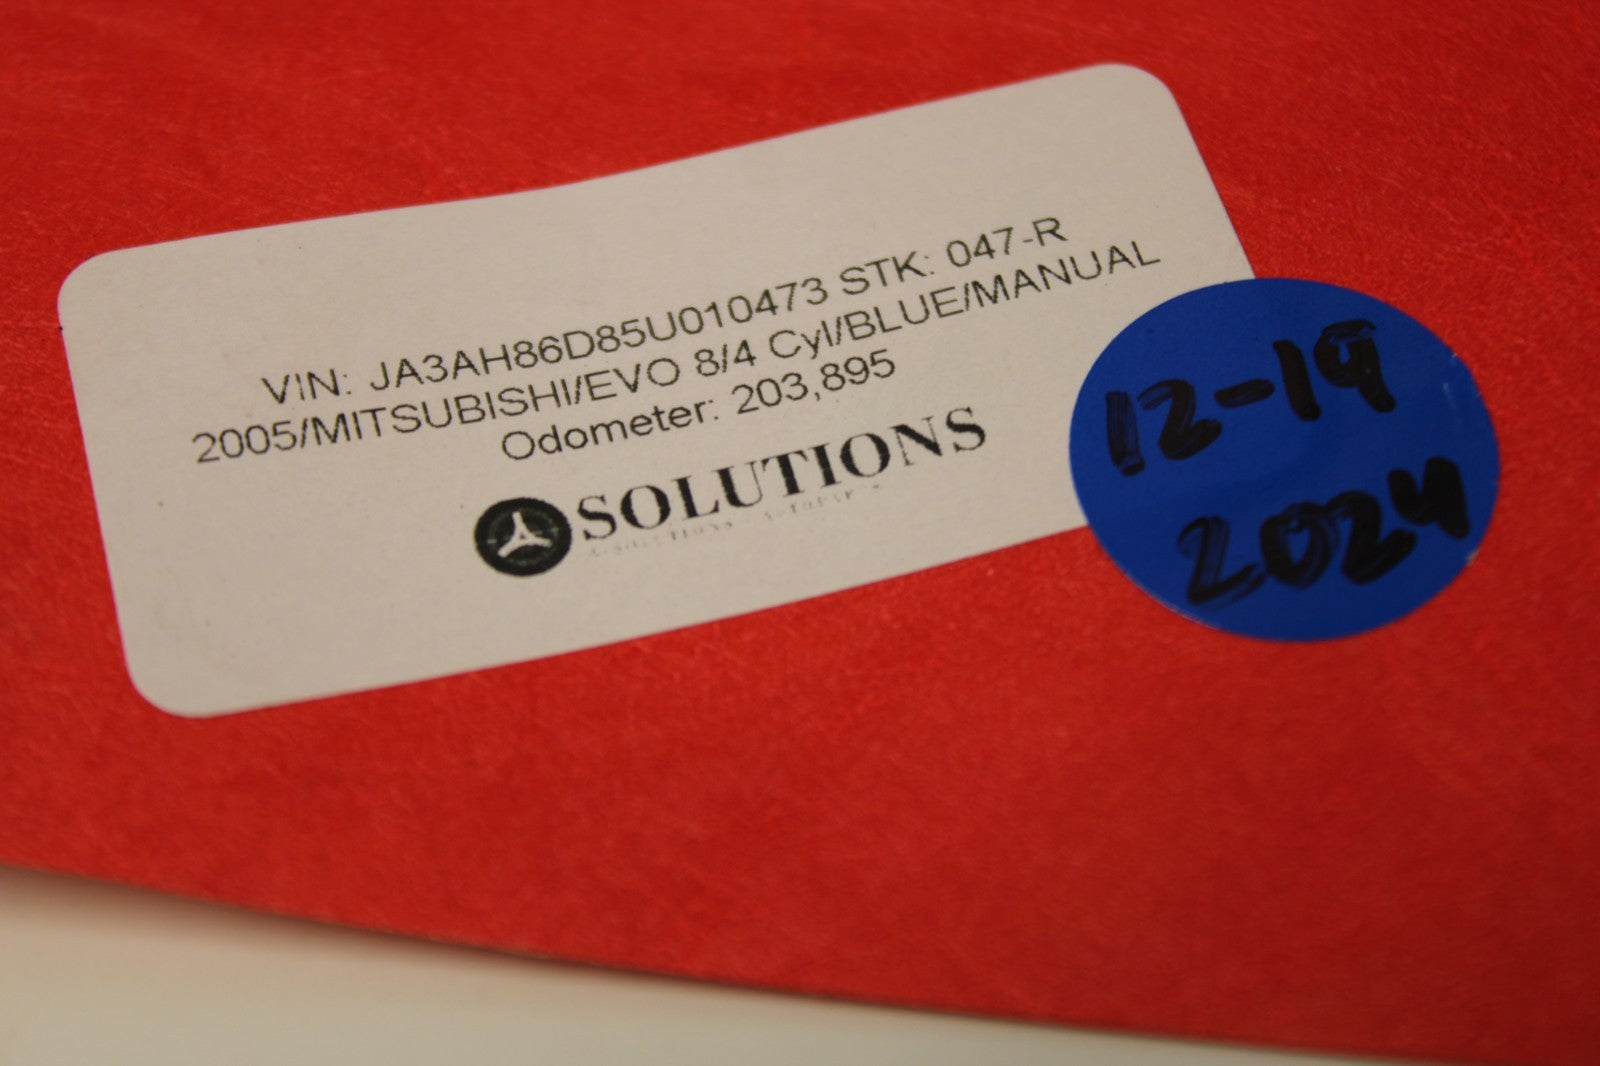 VIN: JA3AH86D85U010473 STK: 047-R
2005/MITSUBISHI/EVO 8/4 Cyl/BLUE/MANUAL
Odometer: 203,895
SOLUTIONS
12-19
2024